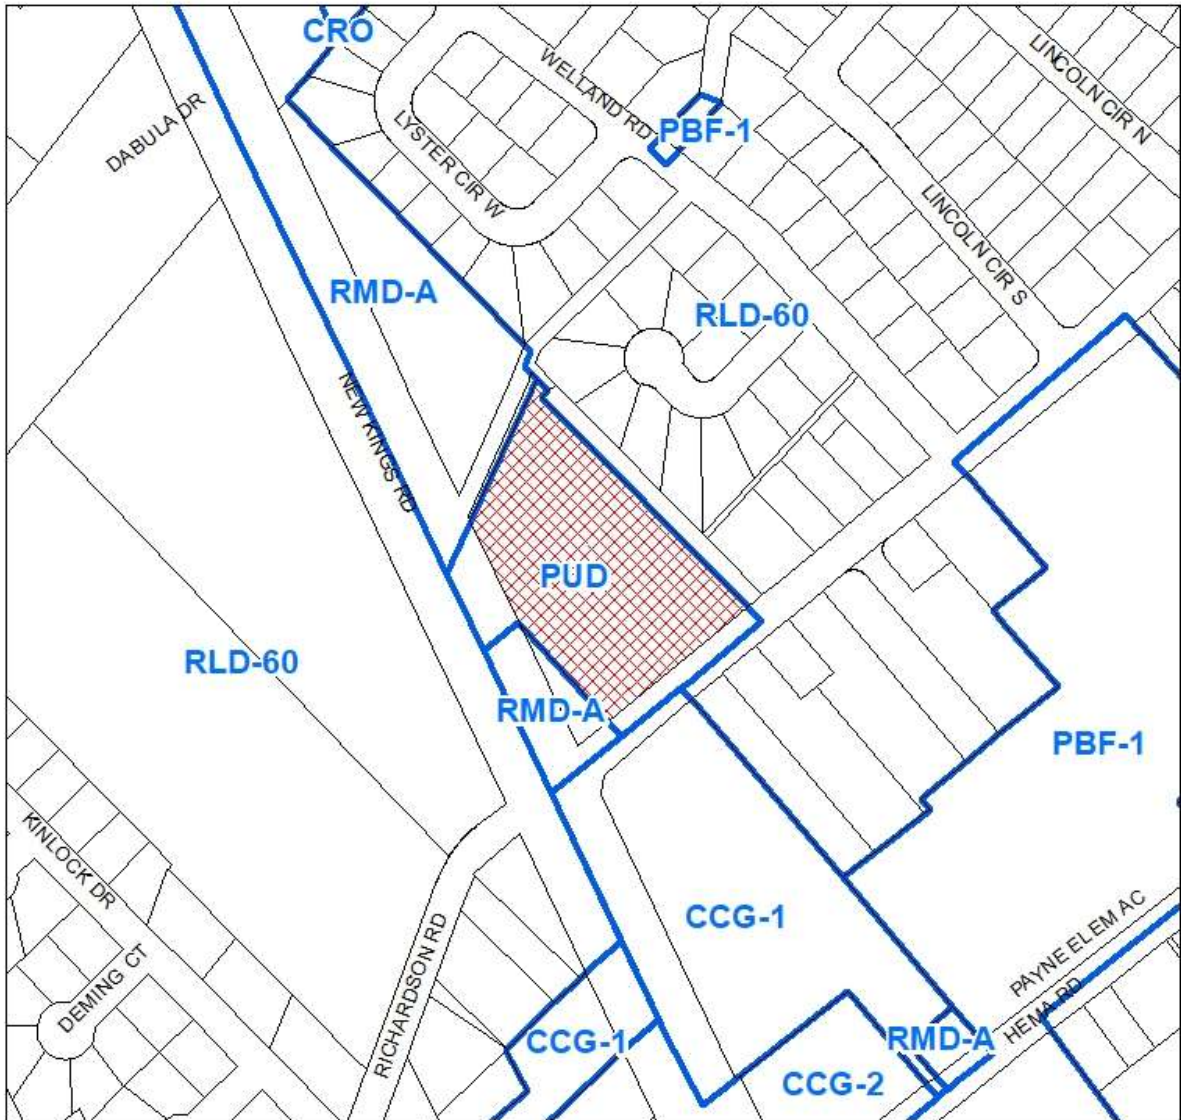 CRO
LINCOLN CIR N
WELLAND RD
DABULA DR
LYSTER CIR W
PBF-1
LINCOLN CIR S
RMD-A
RLD-60
NEW KINGS RD
PUD
RLD-60
RMD-A
PBF-1
KINLOCK DR
CCG-1
PAYNE ELEM AC
RICHARDSON RD
DEMING CT
HEMA RD
CCG-1
RMD-A
CCG-2